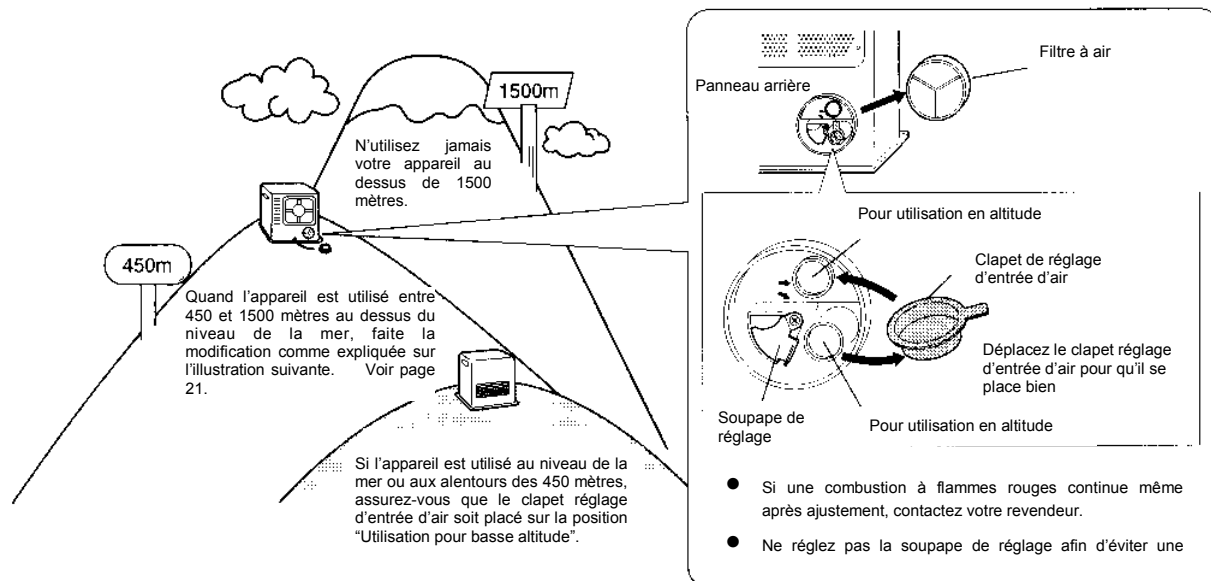 1500m
N'utilisez jamais
votre appareil au
dessus de 1500
mètres.
450m
Quand l'appareil est utilisé entre
450 et 1500 mètres au dessus du
niveau de la mer, faite la
modification comme expliquée sur
l'illustration suivante. Voir page
21.
Si l'appareil est utilisé au niveau de la
mer ou aux alentours des 450 mètres,
assurez-vous que le clapet réglage
d'entrée d'air soit placé sur la position
“Utilisation pour basse altitude”.
Filtre à air
Panneau arrière
Pour utilisation en altitude
Clapet de réglage
d'entrée d'air
Déplacez le clapet réglage
d'entrée d'air pour qu'il se
place bien
Soupape de
réglage
Pour utilisation en altitude
● Si une combustion à flammes rouges continue même
après ajustement, contactez votre revendeur.
● Ne réglez pas la soupape de réglage afin d'éviter une